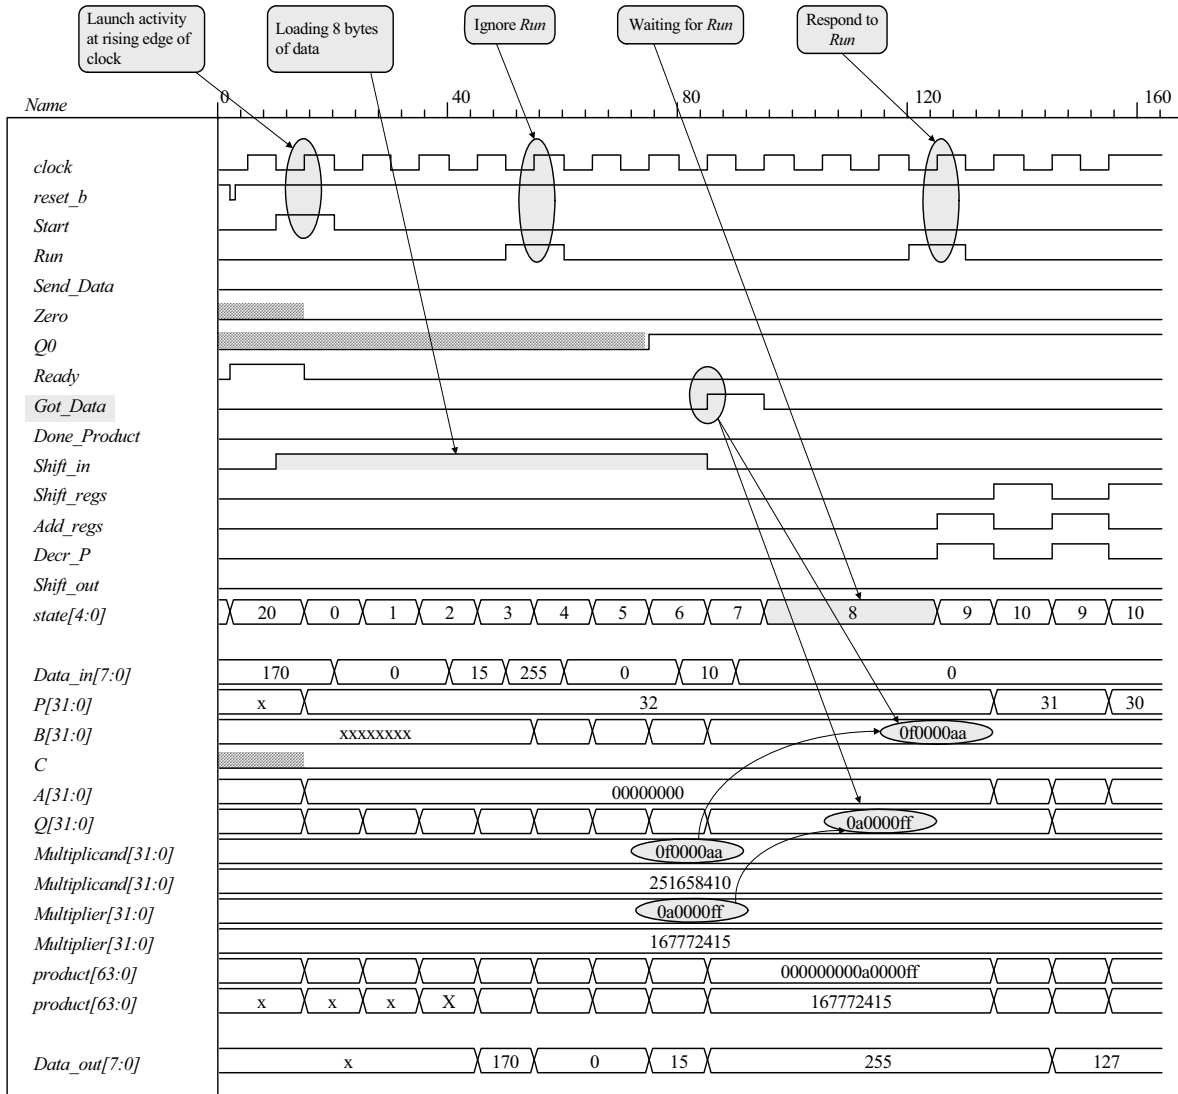 Launch activity
at rising edge of
clock
Loading 8 bytes
of data
Ignore Run
Waiting for Run
Respond to
Run
Name
0 40 80 120 160
clock
reset_b
Start
Run
Send_Data
Zero
Q0
Ready
Got_Data
Done_Product
Shift_in
Shift_regs
Add_regs
Decr_P
Shift_out
state[4:0] 20 0 1 2 3 4 5 6 7 8 9 10 9 10
Data_in[7:0] 170 0 15 255 0 10 0
P[31:0] x 32 31 30
B[31:0] xxxxxxxx 0f0000aa
C
A[31:0] 00000000
Q[31:0] 0a0000ff
Multiplicand[31:0] 0f0000aa
Multiplicand[31:0] 251658410
Multiplier[31:0] 0a0000ff
Multiplier[31:0] 167772415
product[63:0] 000000000a0000ff
product[63:0] x x x X 167772415
Data_out[7:0] x 170 0 15 255 127